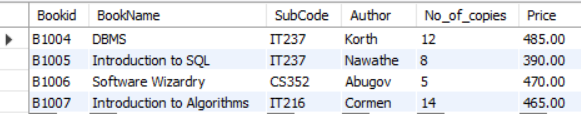 Bookid BookName SubCode Author No_of_copies Price
B1004 DBMS IT237 Korth 12 485.00
B1005 Introduction to SQL IT237 Nawathe 8 390.00
B1006 Software Wizardry CS352 Abugov 5 470.00
B1007 Introduction to Algorithms IT216 Cormen 14 465.00